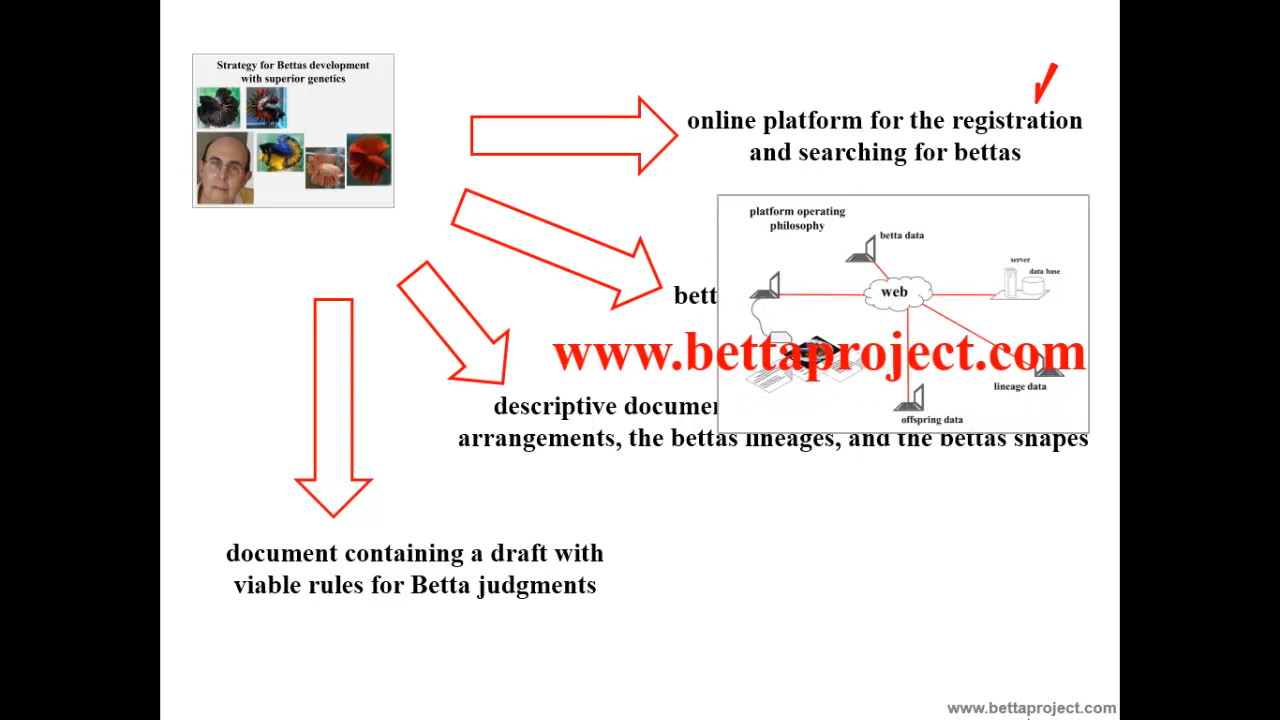 Strategy for Bettas development
with superior genetics
online platform for the registration
and searching for bettas
platform operating
philosophy
betta data
server
data base
web
www.bettaproject.com
lineage data
offspring data
arrangements, the bettas lineages, and the bettas shapes
document containing a draft with
viable rules for Betta judgments
descriptive
www.bettaproject.com